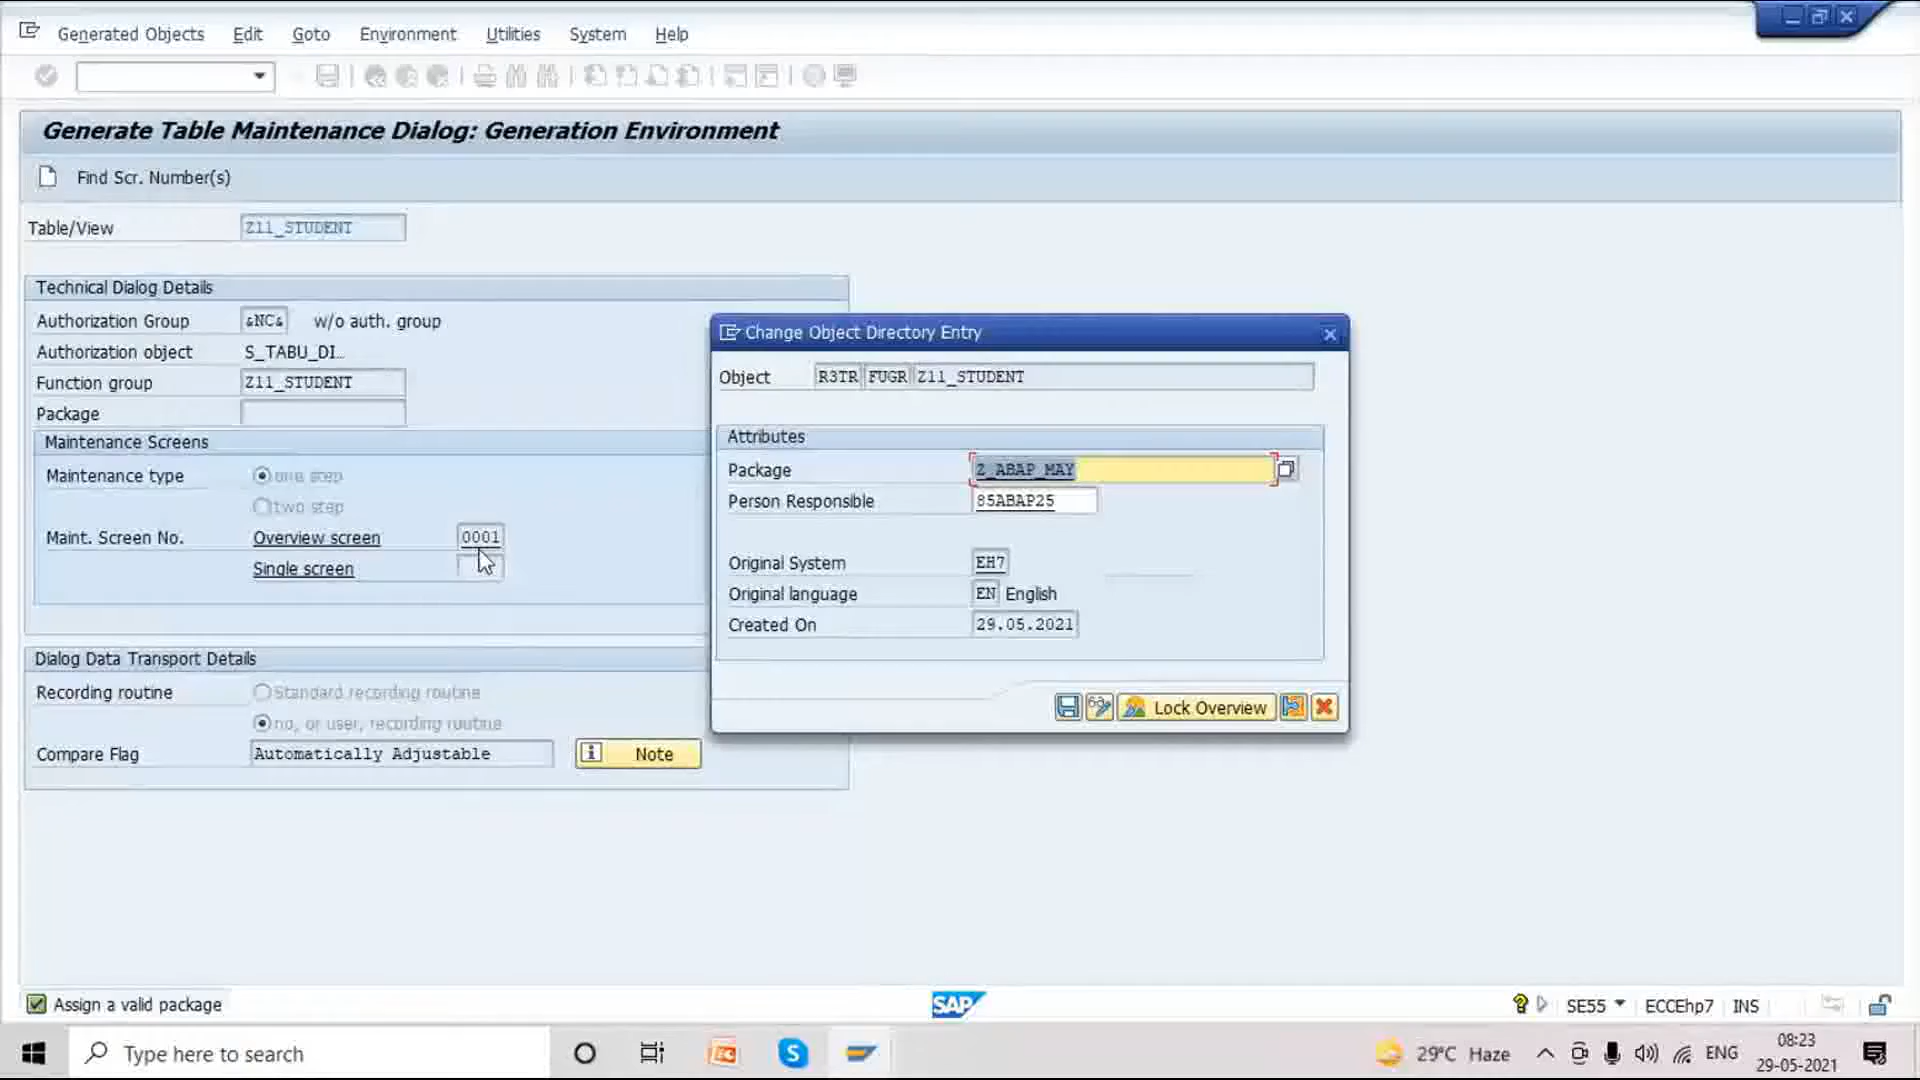 Generated Objects Edit Goto Environment Utilities System Help
Generate Table Maintenance Dialog: Generation Environment
Find Scr. Number(s)
Table/View Z11_STUDENT
Technical Dialog Details
Authorization Group &NC& w/o auth. group
Authorization object S_TABU_DI...
Function group Z11_STUDENT
Package
Maintenance Screens
Maintenance type one step
two step
Maint. Screen No. Overview screen 0001
Single screen
Dialog Data Transport Details
Recording routine Standard recording routine
no, or user, recording routine
Compare Flag Automatically Adjustable Note
Change Object Directory Entry
Object R3TR FUGR Z11_STUDENT
Attributes
Package Z_ABAP_MAY
Person Responsible 85ABAP25
Original System EH7
Original language EN English
Created On 29.05.2021
Lock Overview
Assign a valid package SAP SE55 ECCEhp7 INS
Type here to search 29°C Haze ENG 08:23
29-05-2021